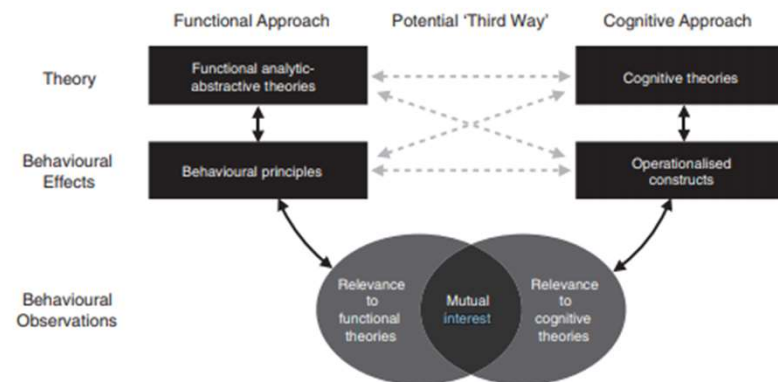 Functional Approach
Potential 'Third Way'
Cognitive Approach
Theory
Functional analytic-
abstractive theories
Cognitive theories
Behavioural
Effects
Behavioural principles
Operationalised
constructs
Behavioural
Observations
Relevance
to
functional
theories
Mutual
interest
Relevance
to
cognitive
theories